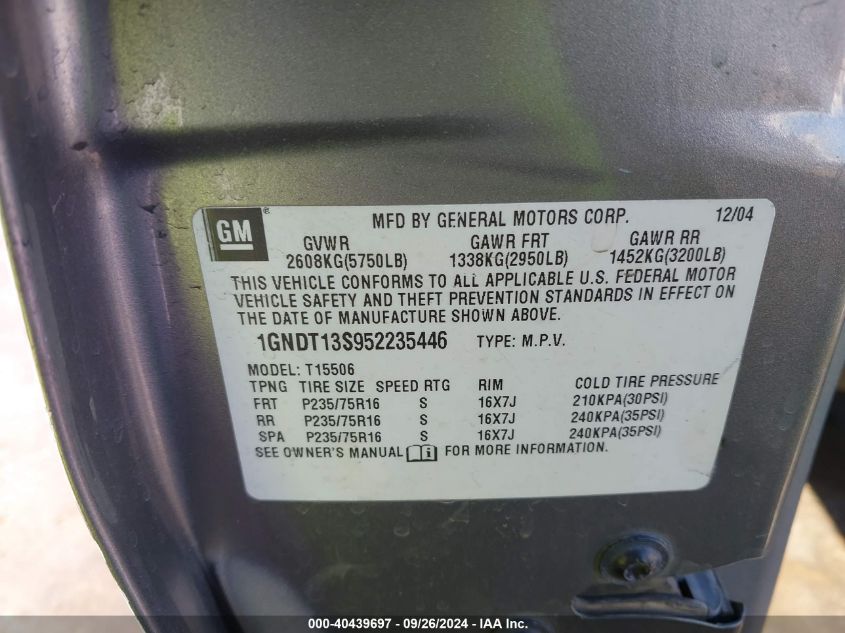 GM ® MFD BY GENERAL MOTORS CORP. 12/04
GVWR GAWR FRT GAWR RR
2608KG(5750LB) 1338KG(2950LB) 1452KG(3200LB)
THIS VEHICLE CONFORMS TO ALL APPLICABLE U.S. FEDERAL MOTOR
VEHICLE SAFETY AND THEFT PREVENTION STANDARDS IN EFFECT ON
THE DATE OF MANUFACTURE SHOWN ABOVE.
1GNDT13S952235446 TYPE: M.P.V.
MODEL: T15506
TPNG TIRE SIZE SPEED RTG RIM COLD TIRE PRESSURE
FRT P235/75R16 S 16X7J 210KPA(30PSI)
RR P235/75R16 S 16X7J 240KPA(35PSI)
SPA P235/75R16 S 16X7J 240KPA(35PSI)
SEE OWNER'S MANUAL FOR MORE INFORMATION.
000-40439697 - 09/26/2024 - IAA Inc.